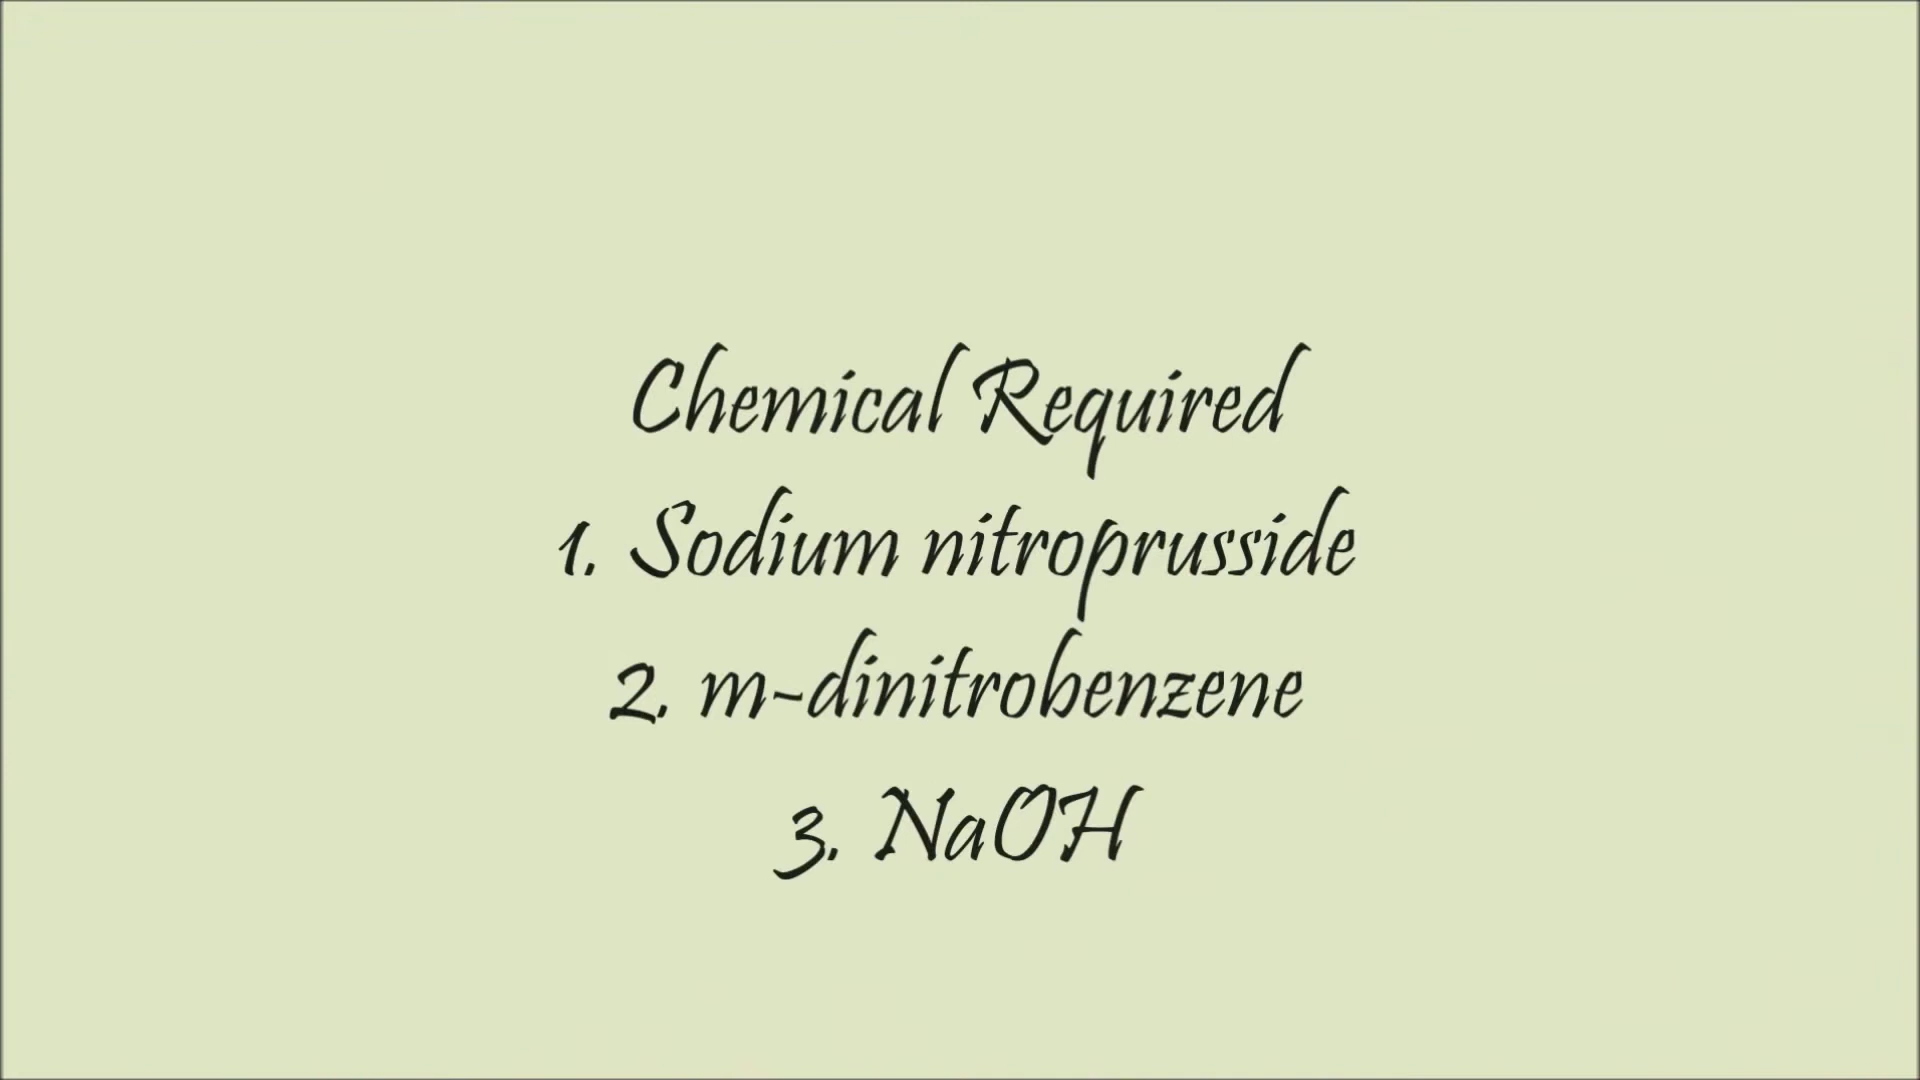 Chemical Required
1. Sodium nitroprusside
2. m-dinitrobenzene
3. NaOH